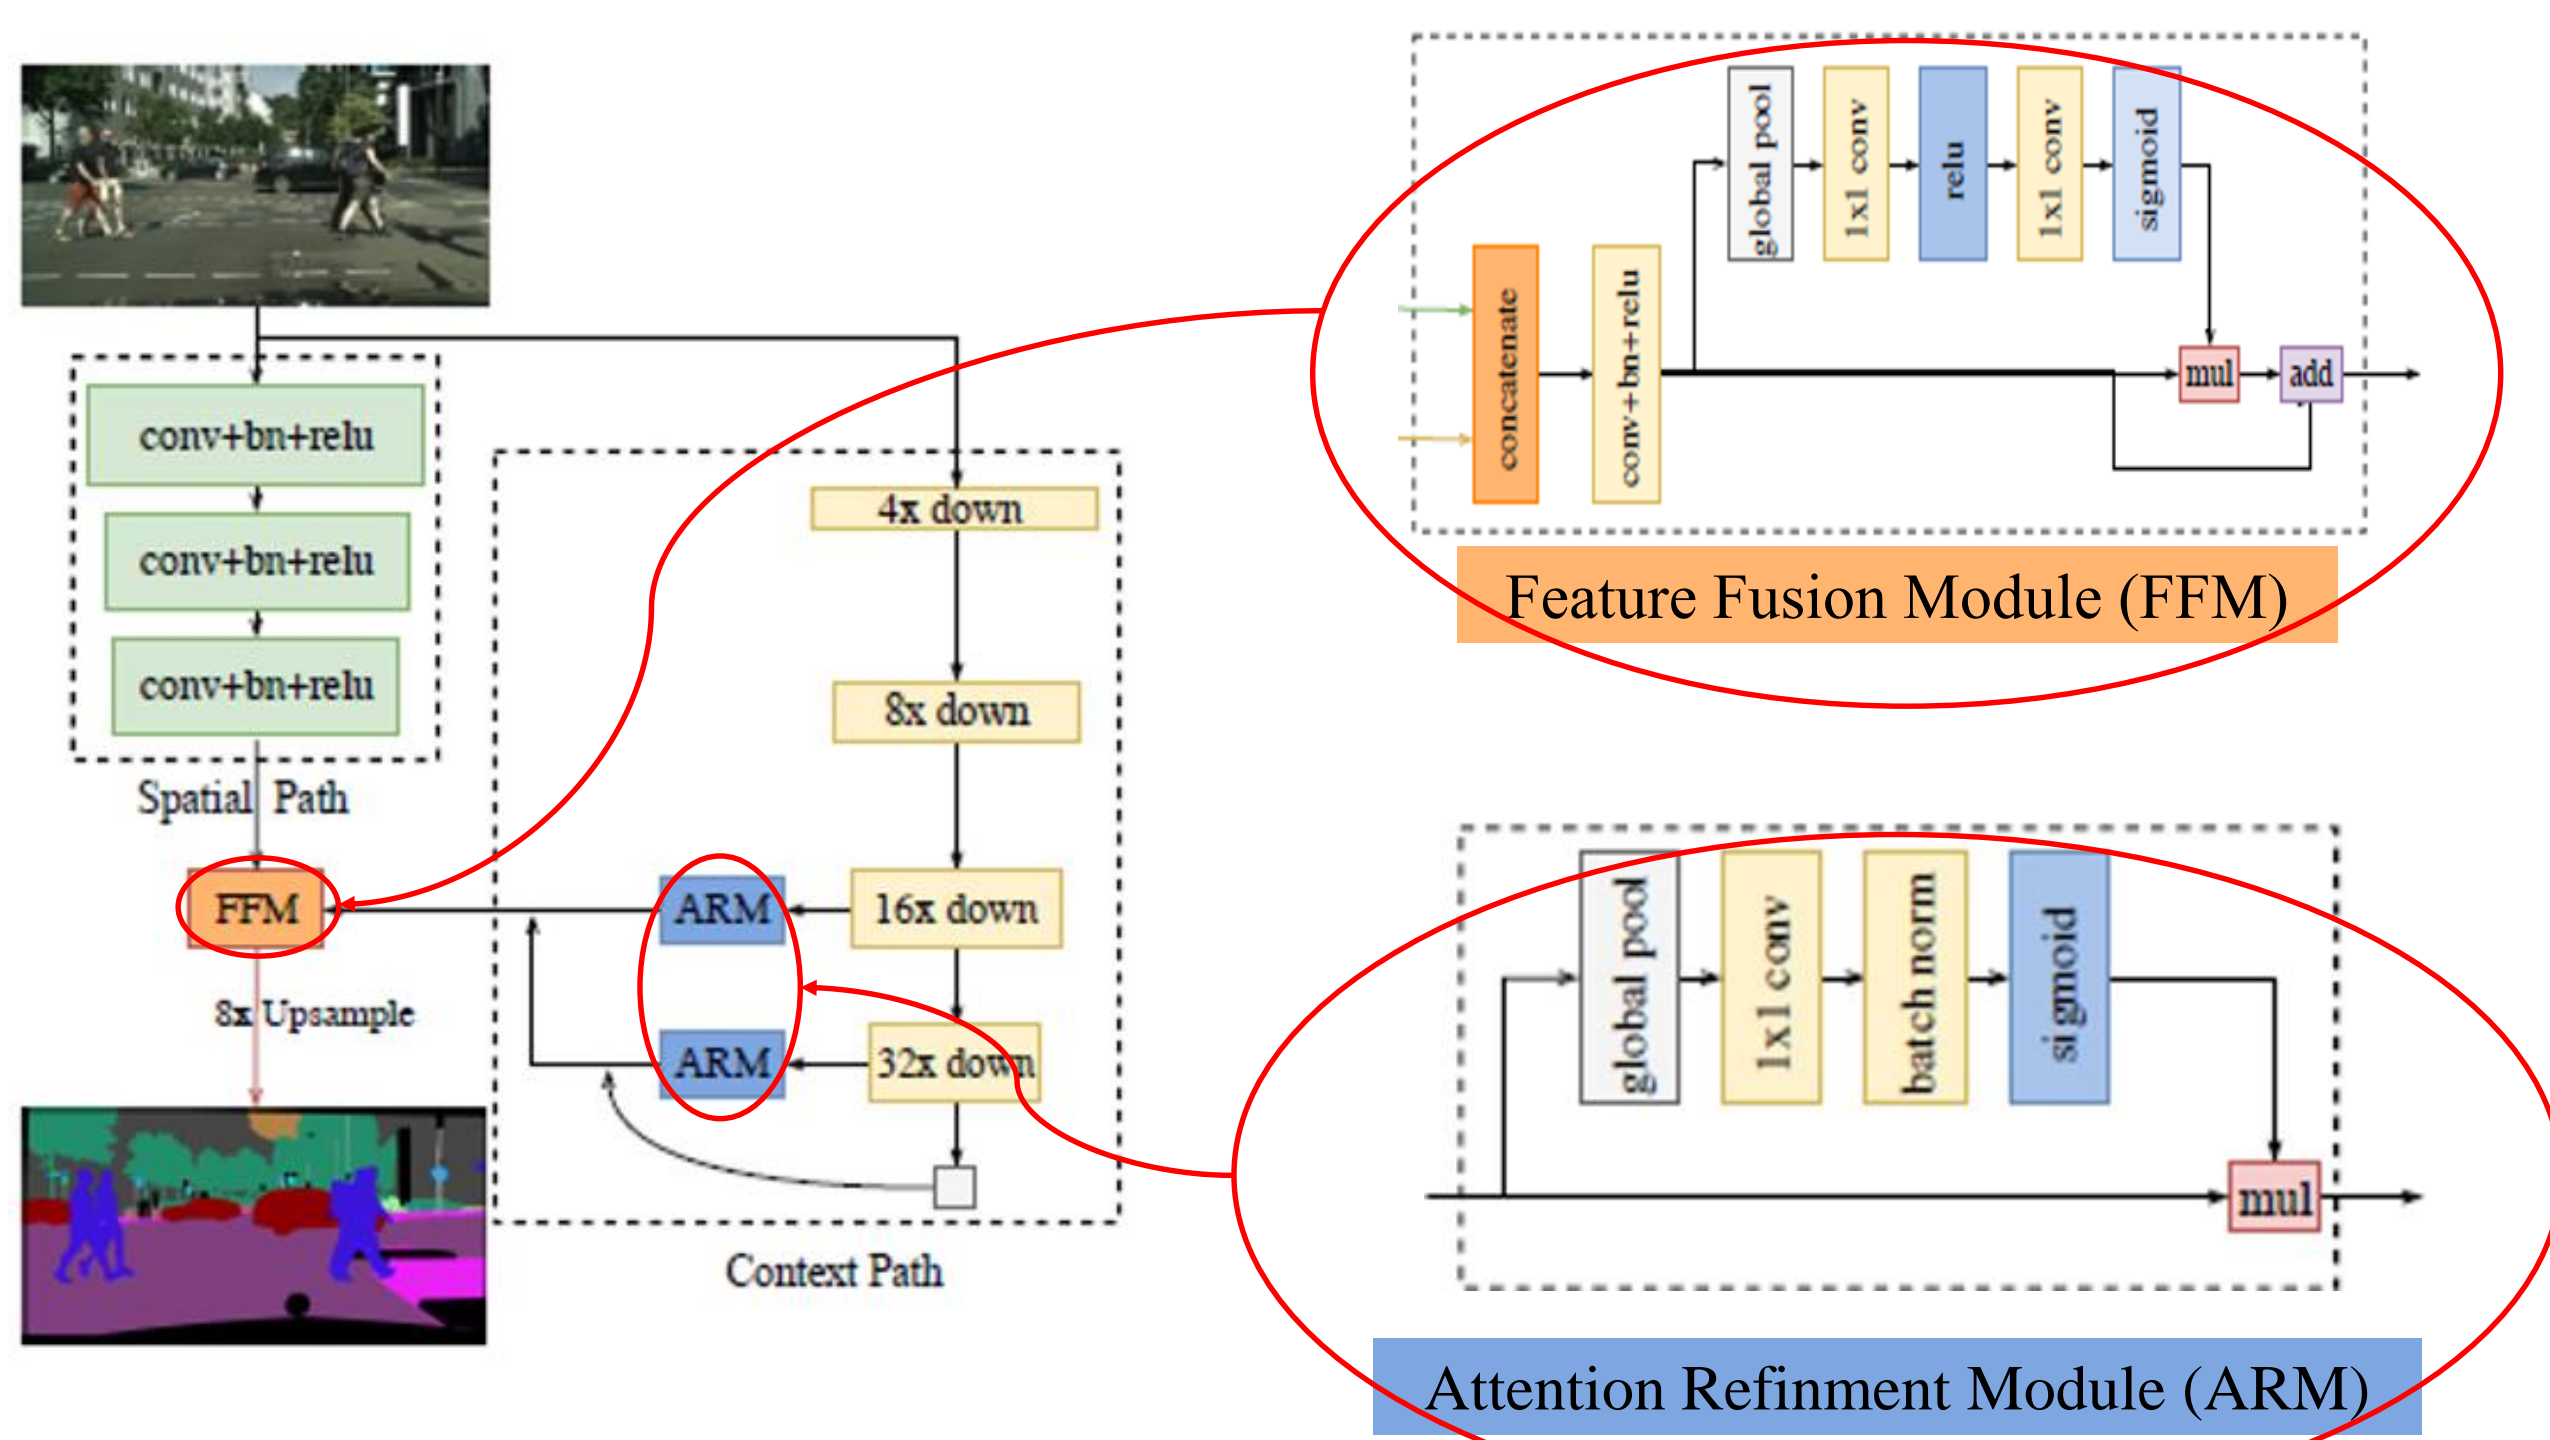 conv+bn+relu
conv+bn+relu
conv+bn+relu
Spatial Path
FFM
8x Upsample
4x down
8x down
16x down
32x down
ARM
ARM
Context Path
concatenate
conv+bn+relu
global pool
1x1 conv
relu
1x1 conv
sigmoid
mul
add
Feature Fusion Module (FFM)
global pool
1x1 conv
batch norm
sigmoid
mul
Attention Refinment Module (ARM)